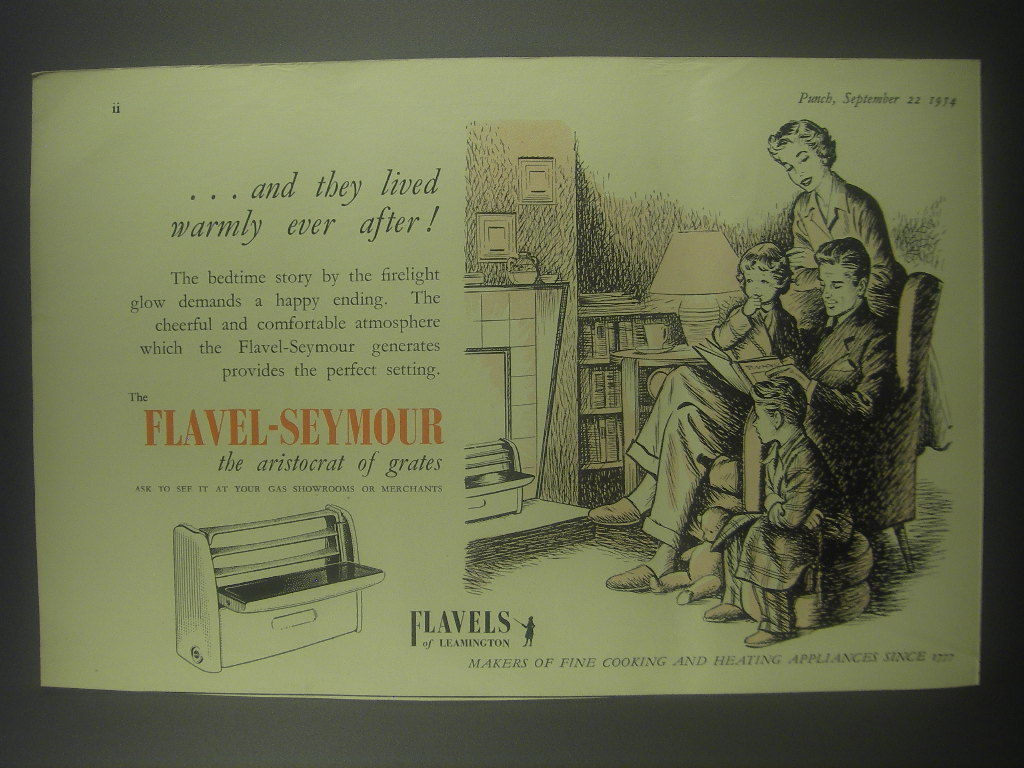 ii
Punch, September 22 1954
. . . and they lived
warmly ever after!
The bedtime story by the firelight
glow demands a happy ending. The
cheerful and comfortable atmosphere
which the Flavel-Seymour generates
provides the perfect setting.
The
FLAVEL-SEYMOUR
the aristocrat of grates
ASK TO SEE IT AT YOUR GAS SHOWROOMS OR MERCHANTS
FLAVELS
of LEAMINGTON
MAKERS OF FINE COOKING AND HEATING APPLIANCES SINCE 1777